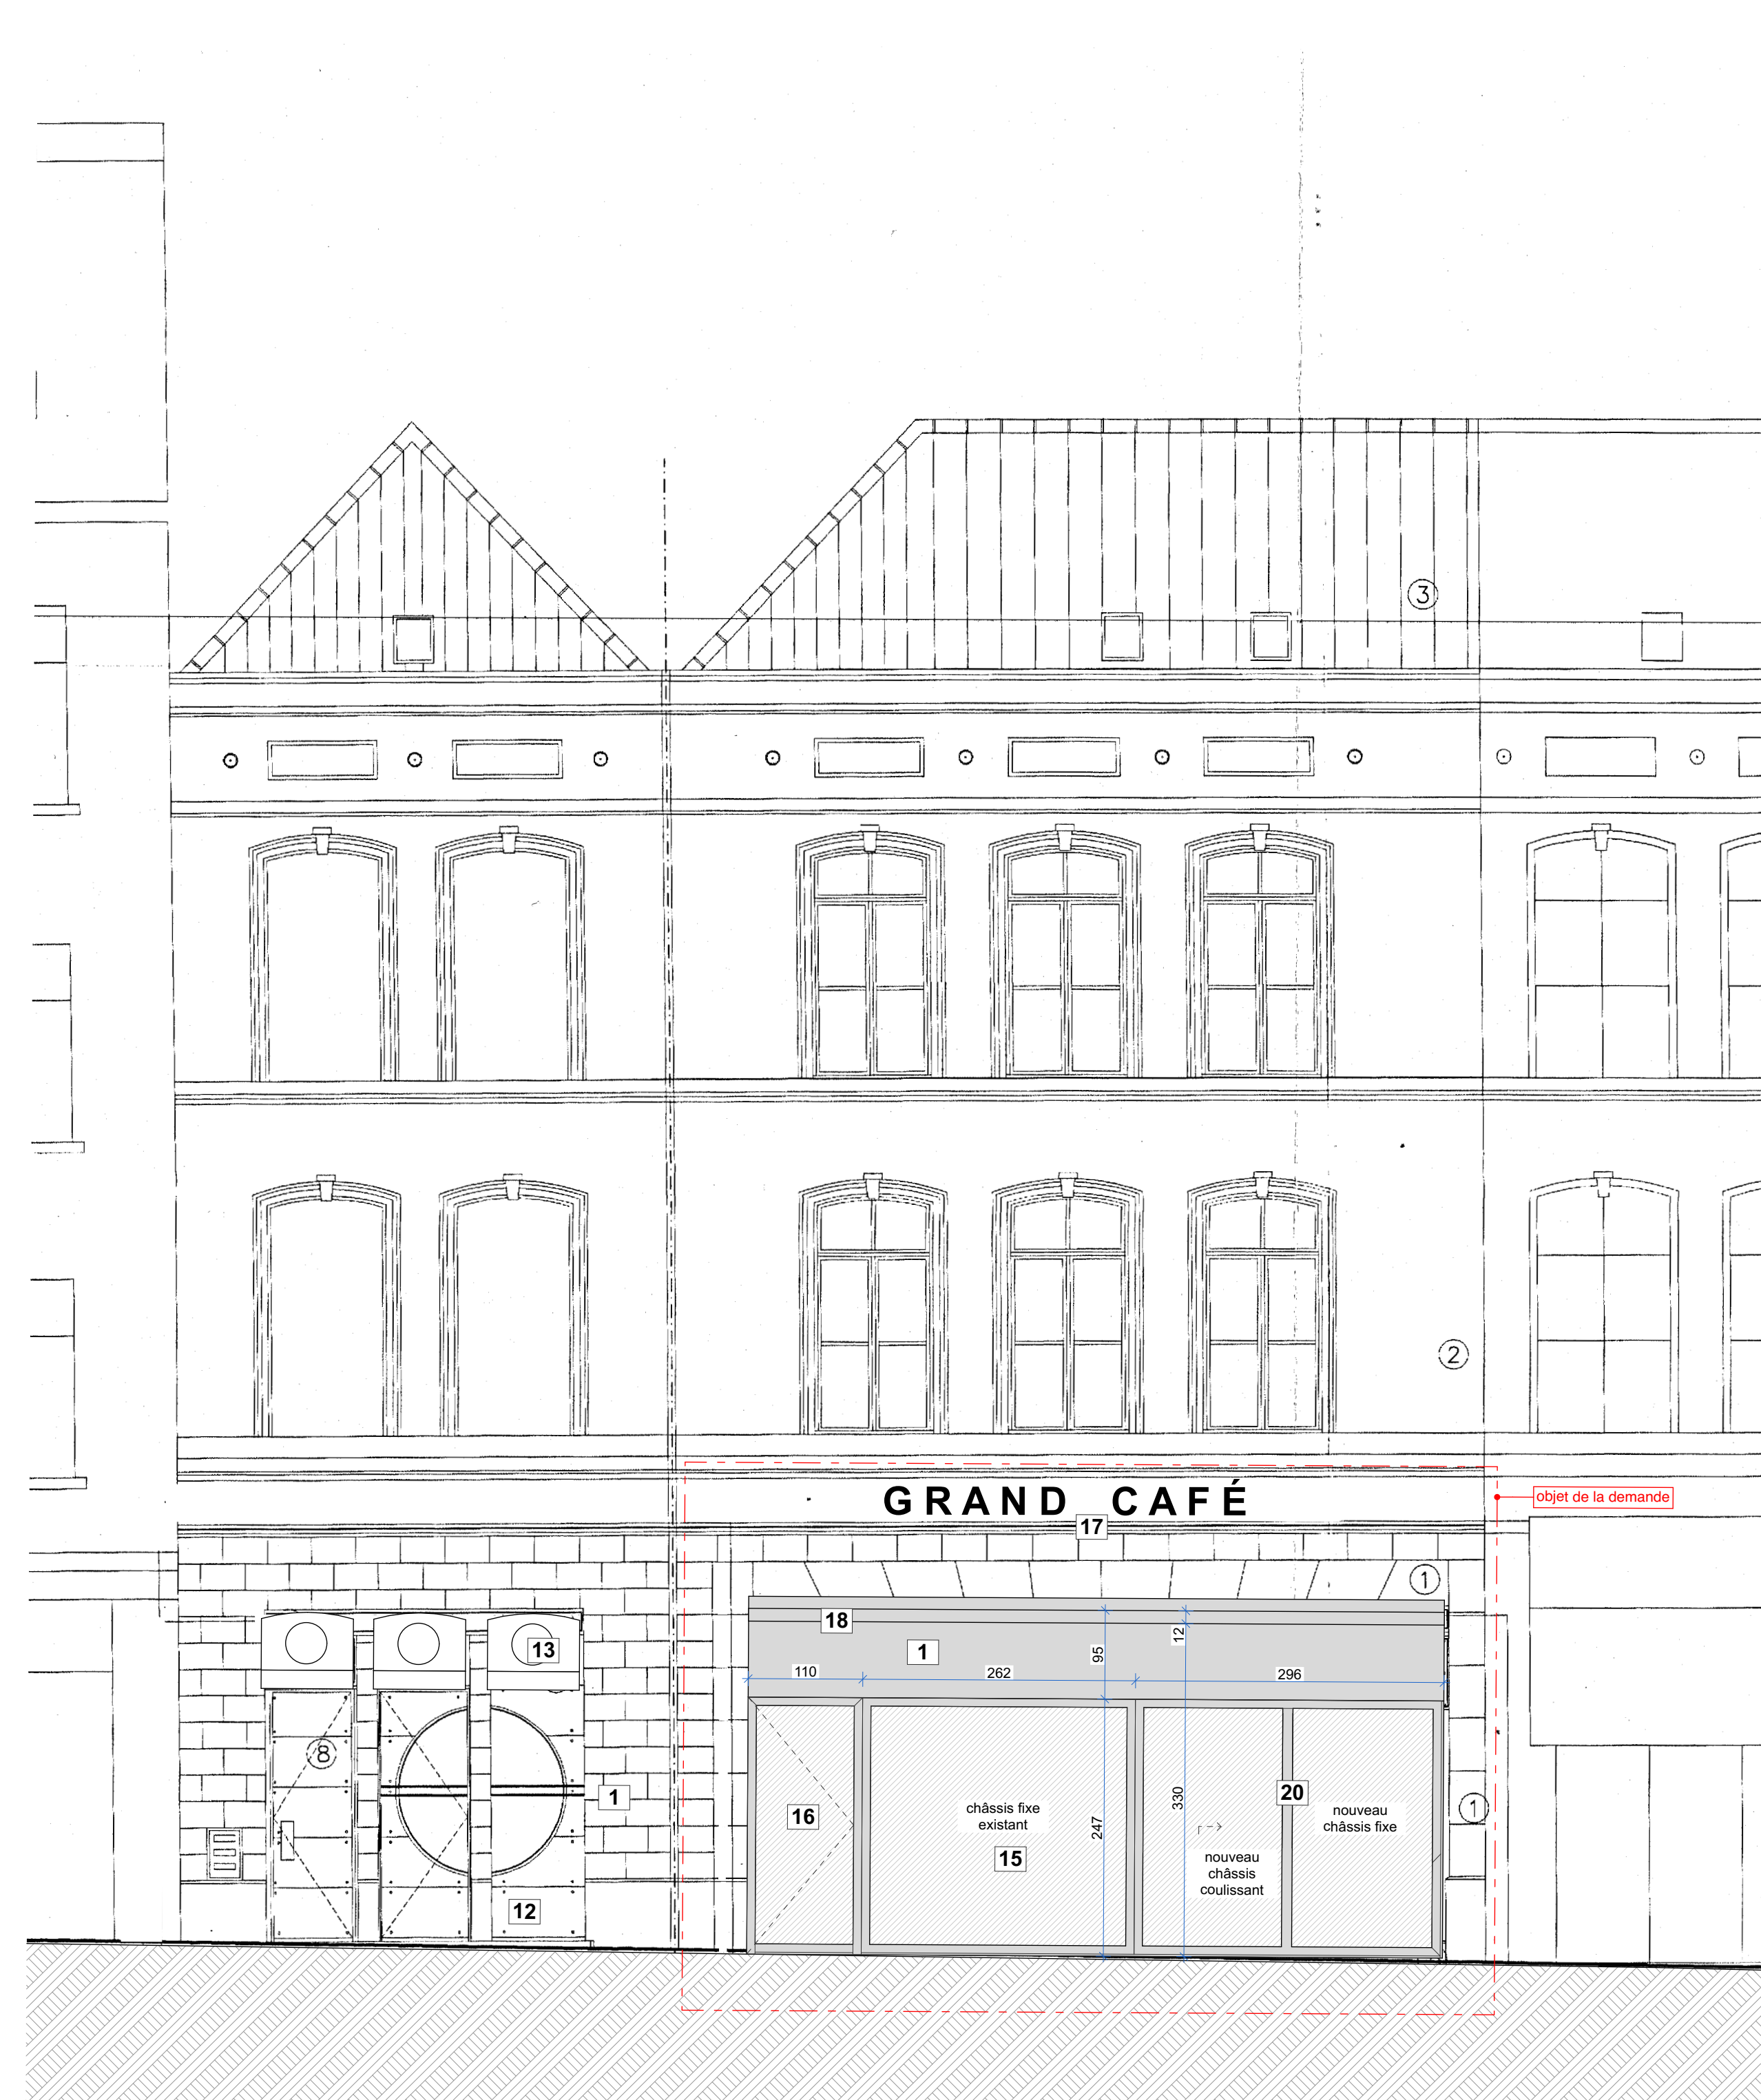 3
2
GRAND CAFÉ
objet de la demande
17
1
18
13
1
12
95
110
262
296
8
1
16
châssis fixe
existant
15
247
330
20
nouveau
châssis fixe
1
nouveau
châssis
coulissant
12